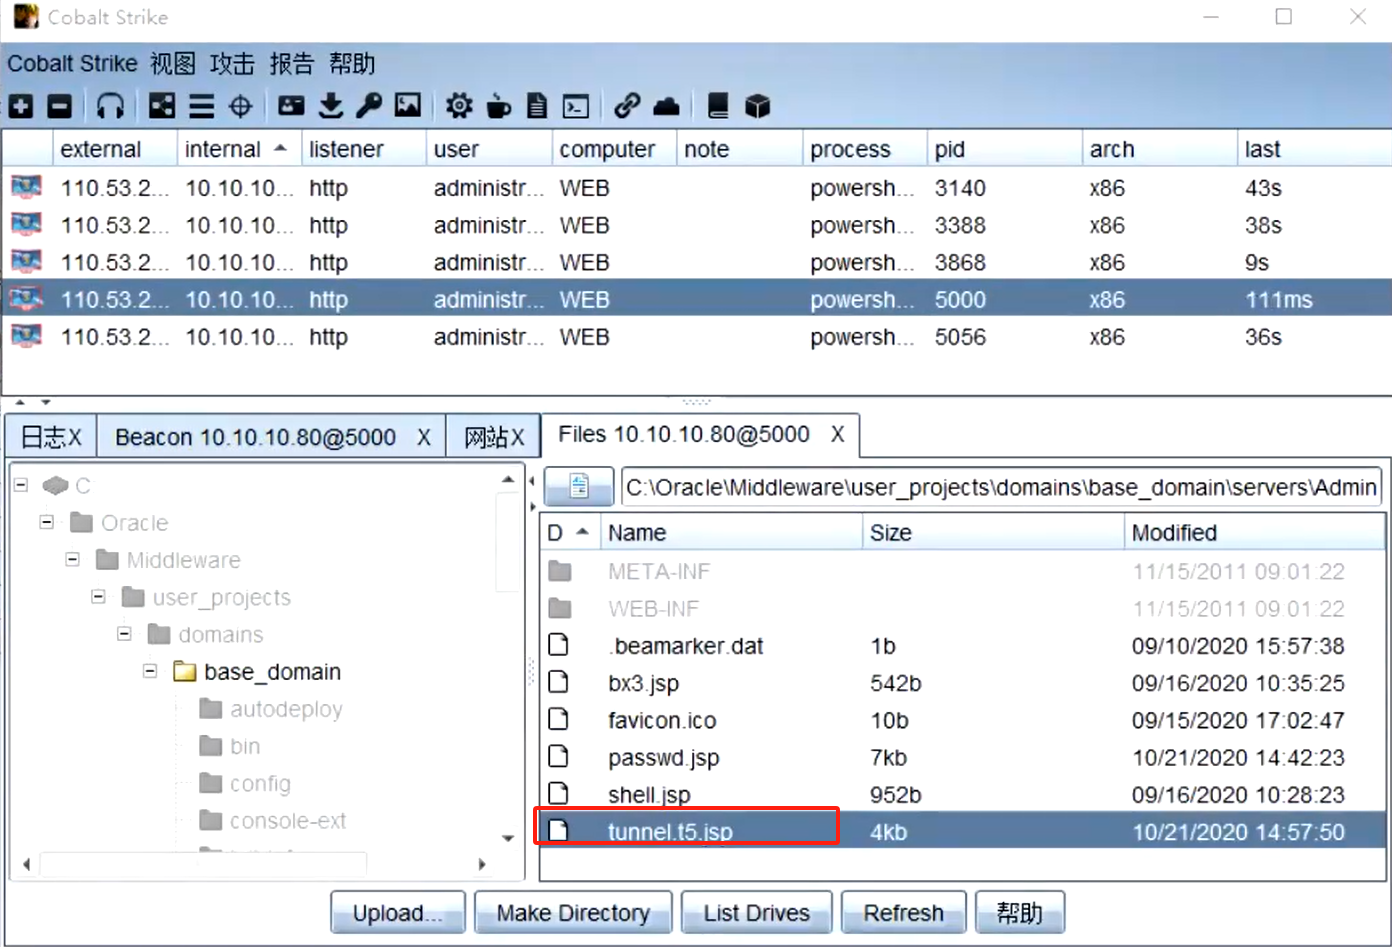 Cobalt Strike
Cobalt Strike 视图 攻击 报告 帮助
external internal listener user computer note process pid arch last
110.53.2... 10.10.10... http administr... WEB powersh... 3140 x86 43s
110.53.2... 10.10.10... http administr... WEB powersh... 3388 x86 38s
110.53.2... 10.10.10... http administr... WEB powersh... 3868 x86 9s
110.53.2... 10.10.10... http administr... WEB powersh... 5000 x86 111ms
110.53.2... 10.10.10... http administr... WEB powersh... 5056 x86 36s
日志X Beacon 10.10.10.80@5000 X 网站X Files 10.10.10.80@5000 X
C
Oracle
Middleware
user_projects
domains
base_domain
autodeploy
bin
config
console-ext
C:\Oracle\Middleware\user_projects\domains\base_domain\servers\Admin
D Name Size Modified
META-INF 11/15/2011 09:01:22
WEB-INF 11/15/2011 09:01:22
.beamarker.dat 1b 09/10/2020 15:57:38
bx3.jsp 542b 09/16/2020 10:35:25
favicon.ico 10b 09/15/2020 17:02:47
passwd.jsp 7kb 10/21/2020 14:42:23
shell.jsp 952b 09/16/2020 10:28:23
tunnel.t5.jsp 4kb 10/21/2020 14:57:50
Upload... Make Directory List Drives Refresh 帮助